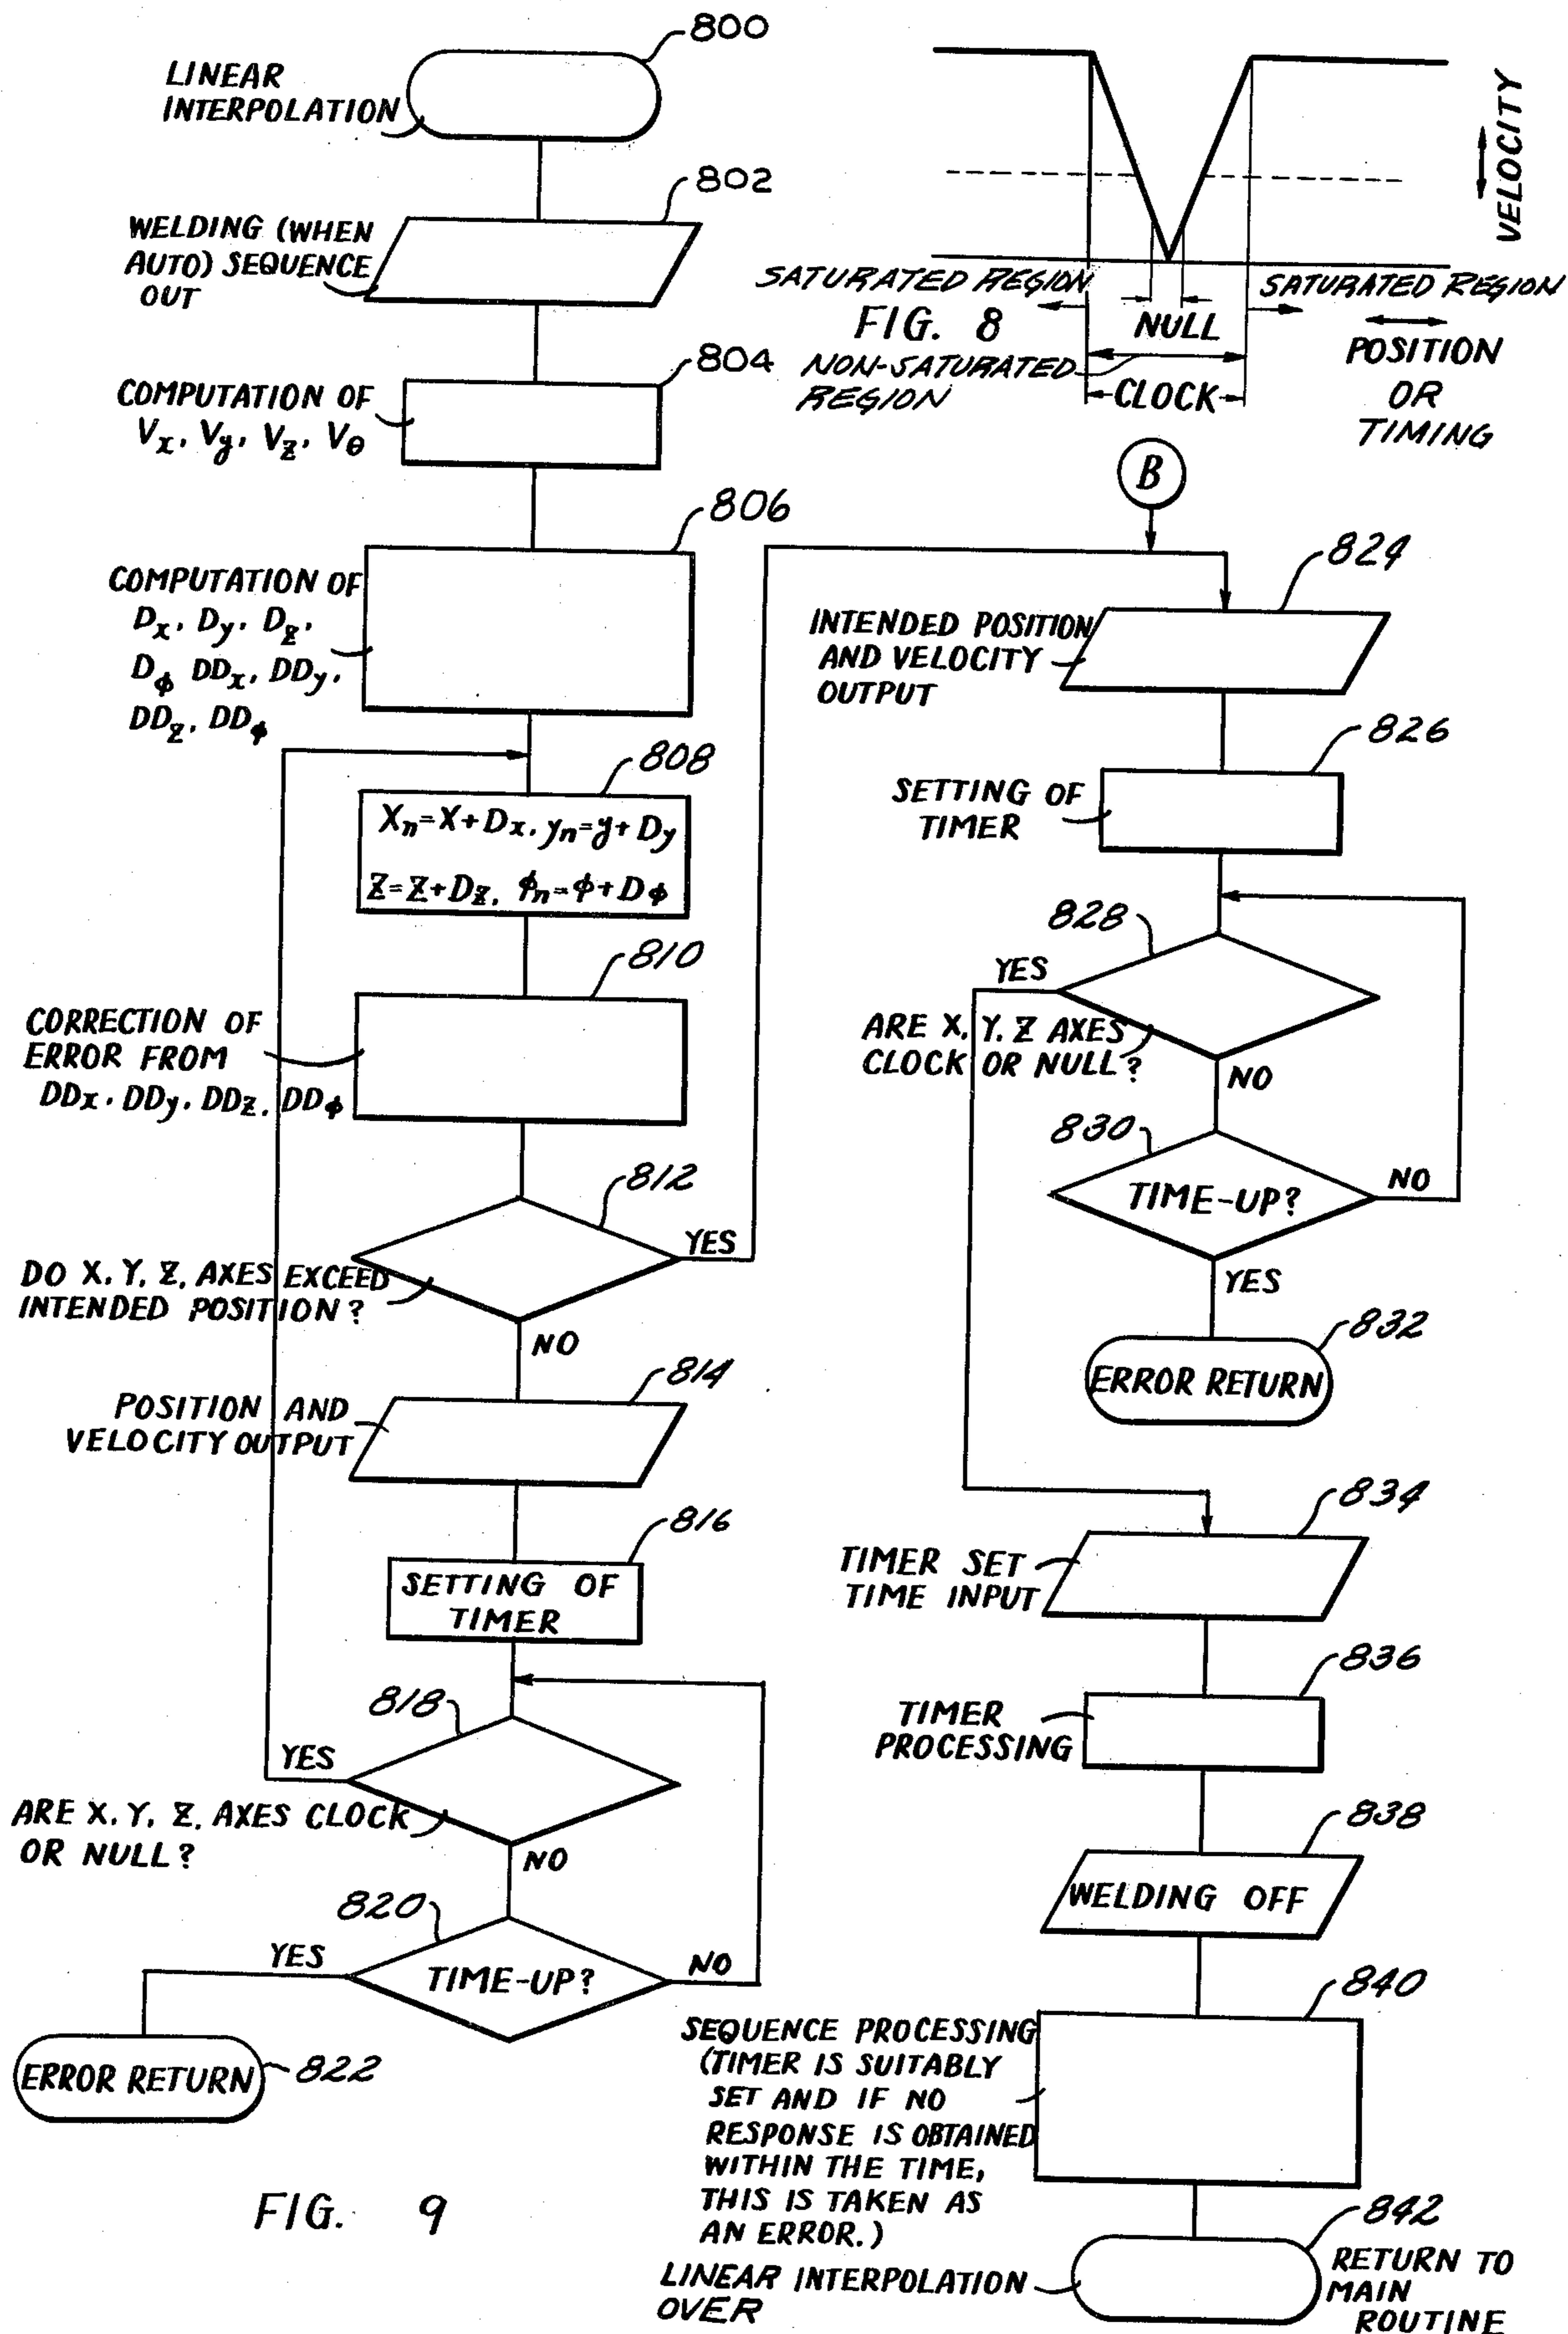 800
LINEAR
INTERPOLATION
802
WELDING (WHEN
AUTO) SEQUENCE
OUT
804
COMPUTATION OF
Vx, Vy, Vz, Vθ
806
COMPUTATION OF
Dx, Dy, Dz,
Dϕ DDx, DDy,
DDz, DDϕ
808
Xn=X+Dx, yn=y+Dy
Z=Z+Dz, ϕn=ϕ+Dϕ
810
CORRECTION OF
ERROR FROM
DDx, DDy, DDz, DDϕ
812
YES
DO X, Y, Z, AXES EXCEED
INTENDED POSITION?
NO
814
POSITION AND
VELOCITY OUTPUT
816
SETTING OF
TIMER
818
YES
ARE X, Y, Z, AXES CLOCK
OR NULL?
NO
820
YES
TIME-UP?
NO
ERROR RETURN
822
FIG. 9
VELOCITY
SATURATED REGION
SATURATED REGION
FIG. 8
NULL
NON-SATURATED
REGION
CLOCK
POSITION
OR
TIMING
B
824
INTENDED POSITION
AND VELOCITY
OUTPUT
826
SETTING OF
TIMER
828
YES
ARE X, Y, Z AXES
CLOCK OR NULL?
NO
830
TIME-UP?
NO
YES
832
ERROR RETURN
834
TIMER SET
TIME INPUT
836
TIMER
PROCESSING
838
WELDING OFF
840
SEQUENCE PROCESSING
(TIMER IS SUITABLY
SET AND IF NO
RESPONSE IS OBTAINED
WITHIN THE TIME,
THIS IS TAKEN AS
AN ERROR.)
842
LINEAR INTERPOLATION
OVER
RETURN TO
MAIN
ROUTINE